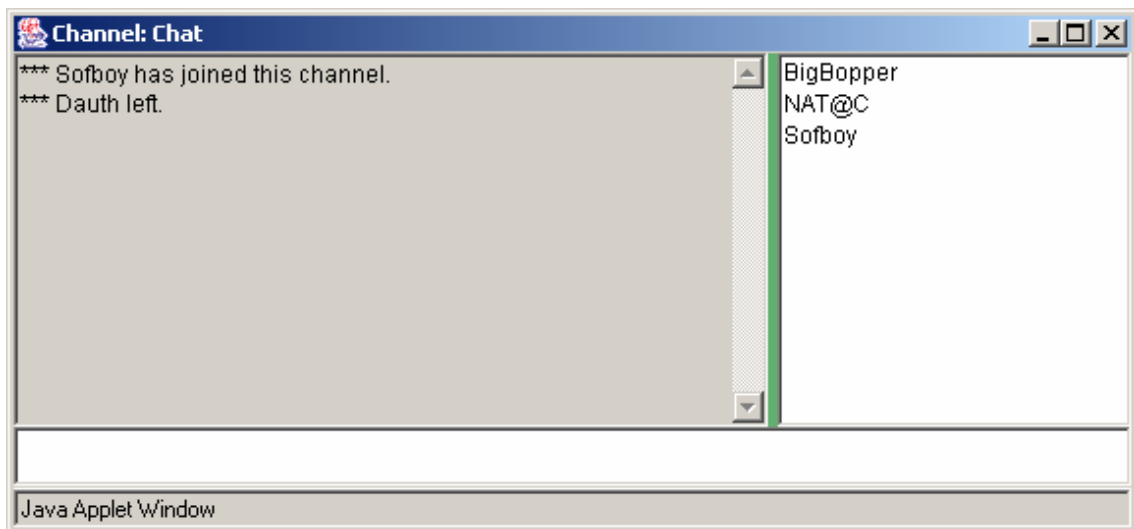 Channel: Chat
*** Sofboy has joined this channel.
*** Dauth left.
BigBopper
NAT@C
Sofboy
Java Applet Window